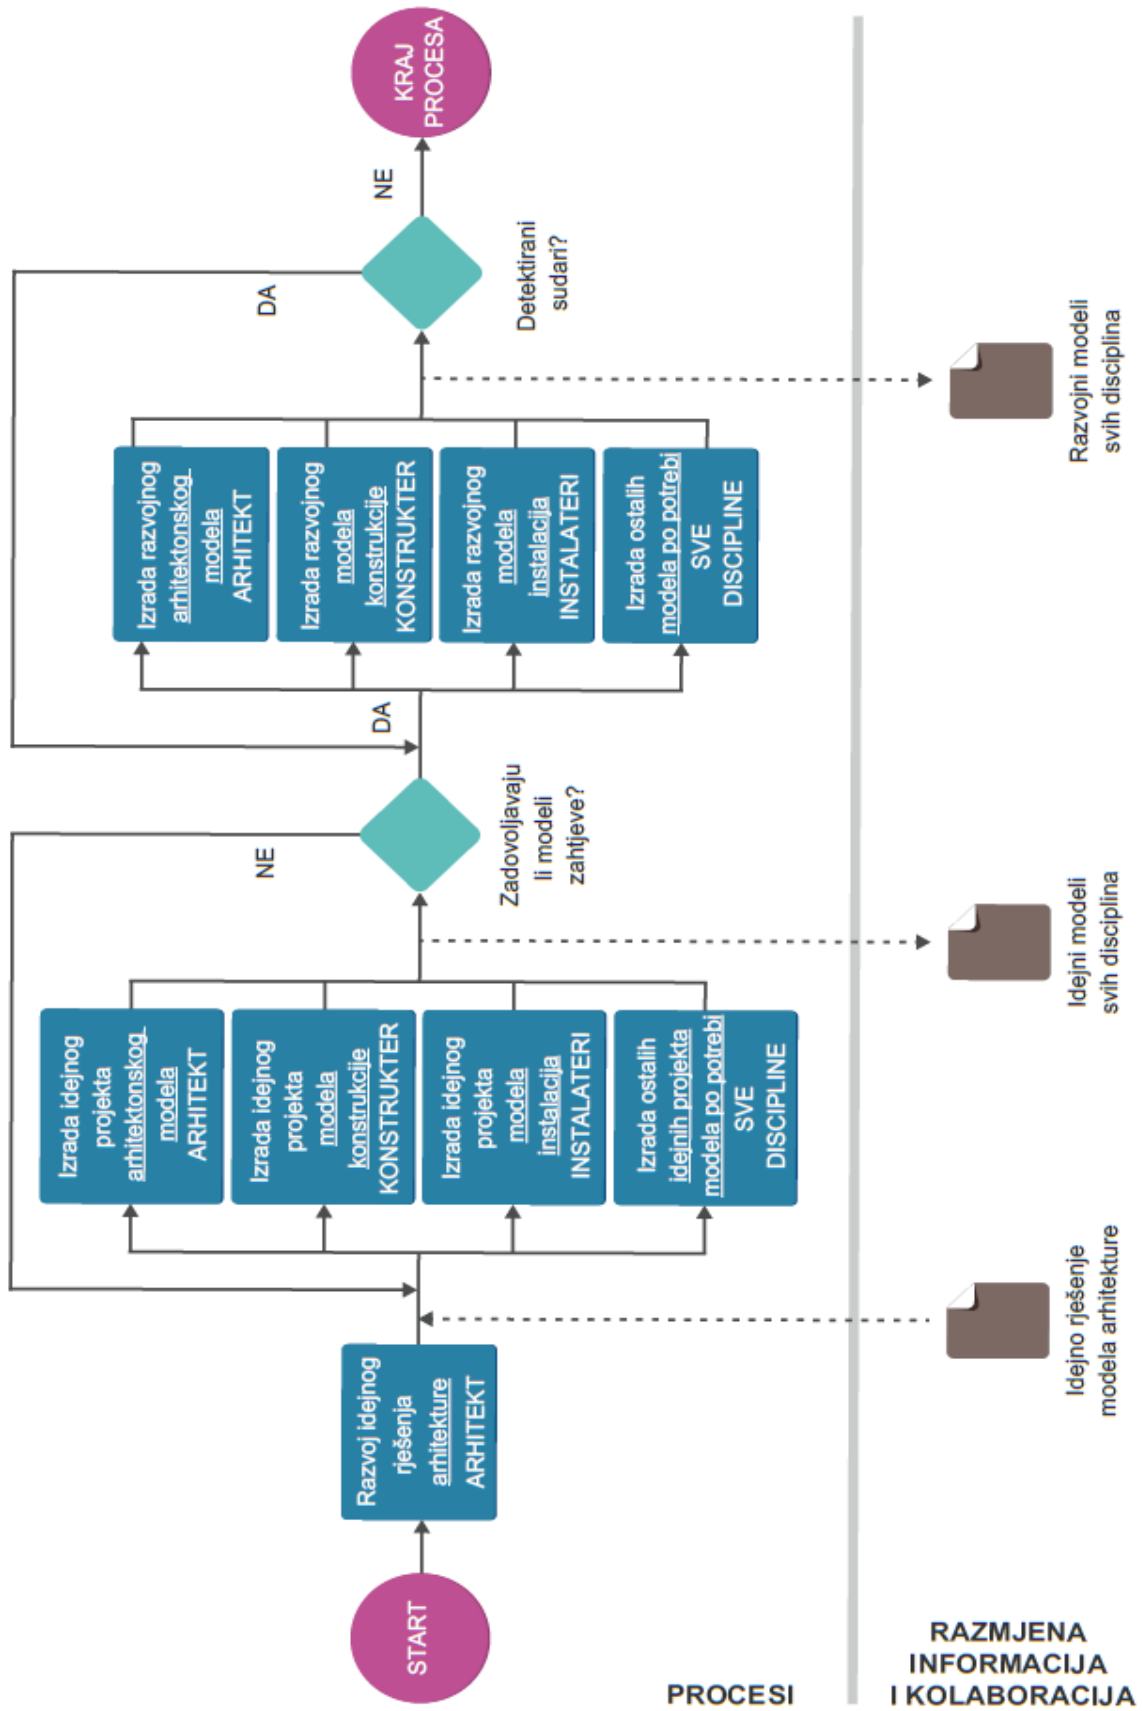 START
Razvoj idejnog
rješenja
arhitekture
ARHITEKT
Izrada idejnog
projekta
arhitektonskog
modela
ARHITEKT
Izrada idejnog
projekta
modela
konstrukcije
KONSTRUKTER
Izrada idejnog
projekta
modela
instalacija
INSTALATERI
Izrada ostalih
idejnih projekta
modela po potrebi
SVE
DISCIPLINE
NE
Zadovoljavaju
li modeli
zahtjeve?
DA
Izrada razvojnog
arhitektonskog
modela
ARHITEKT
Izrada razvojnog
modela
konstrukcije
KONSTRUKTER
Izrada razvojnog
modela
instalacija
INSTALATERI
Izrada ostalih
modela po potrebi
SVE
DISCIPLINE
DA
Detektirani
sudari?
NE
KRAJ
PROCESA
PROCESI
RAZMJENA
INFORMACIJA
I KOLABORACIJA
Idejno rješenje
modela arhitekture
Idejni modeli
svih disciplina
Razvojni modeli
svih disciplina